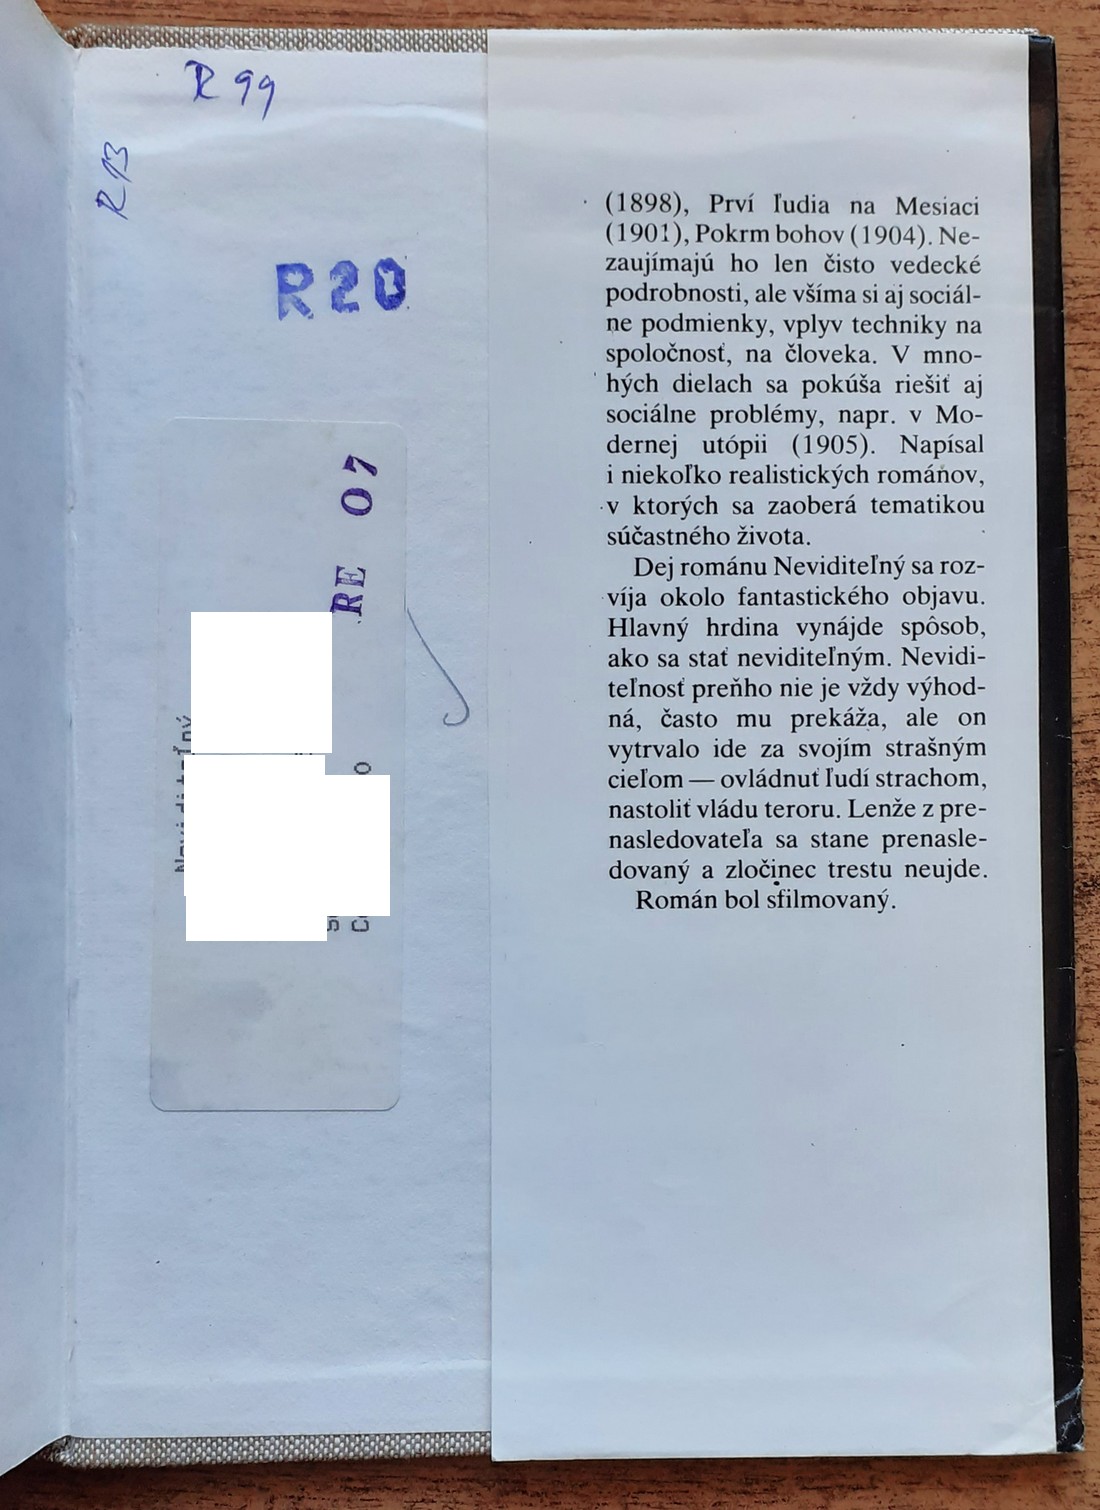 R 99
R 13
R20
RE 07
(1898), Prví ľudia na Mesiaci
(1901), Pokrm bohov (1904). Ne-
zaujímajú ho len čisto vedecké
podrobnosti, ale všíma si aj sociál-
ne podmienky, vplyv techniky na
spoločnosť, na človeka. V mno-
hých dielach sa pokúša riešiť aj
sociálne problémy, napr. v Mo-
dernej utópii (1905). Napísal
i niekoľko realistických románov,
v ktorých sa zaoberá tematikou
súčastného života.
Dej románu Neviditeľný sa roz-
víja okolo fantastického objavu.
Hlavný hrdina vynájde spôsob,
ako sa stať neviditeľným. Nevidi-
teľnosť preňho nie je vždy výhod-
ná, často mu prekáža, ale on
vytrvalo ide za svojím strašným
cieľom — ovládnuť ľudí strachom,
nastoliť vládu teroru. Lenže z pre-
nasledovateľa sa stane prenasle-
dovaný a zločinec trestu neujde.
Román bol sfilmovaný.